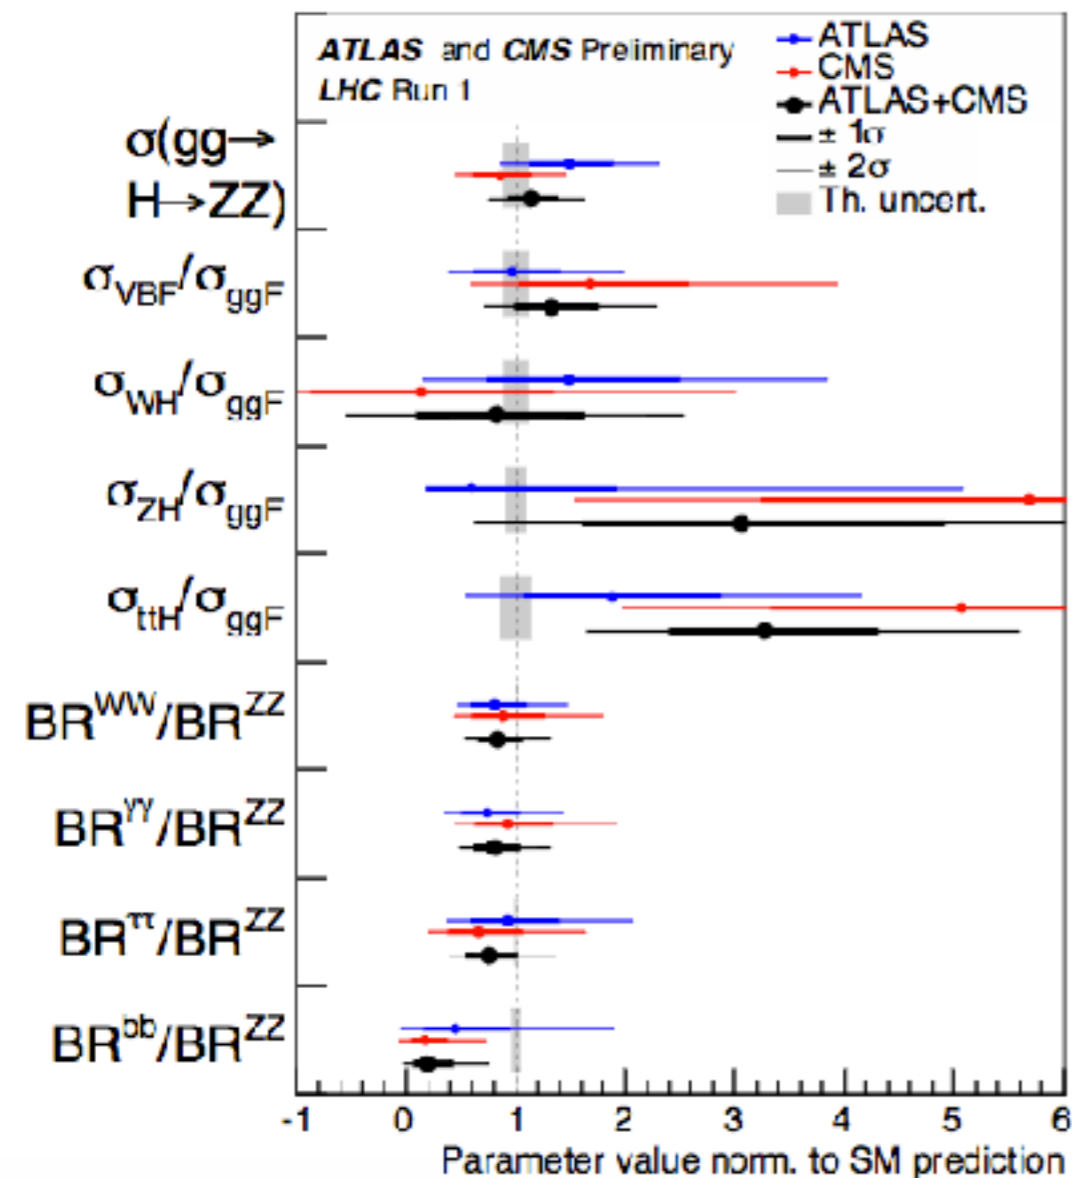 ATLAS and CMS Preliminary
LHC Run 1
ATLAS
CMS
ATLAS+CMS
± 1σ
± 2σ
Th. uncert.
σ(gg→
H→ZZ)
σVBF/σggF
σWH/σggF
σZH/σggF
σttH/σggF
BRWW/BRZZ
BRγγ/BRZZ
BRττ/BRZZ
BRbb/BRZZ
-1 0 1 2 3 4 5 6
Parameter value norm. to SM prediction